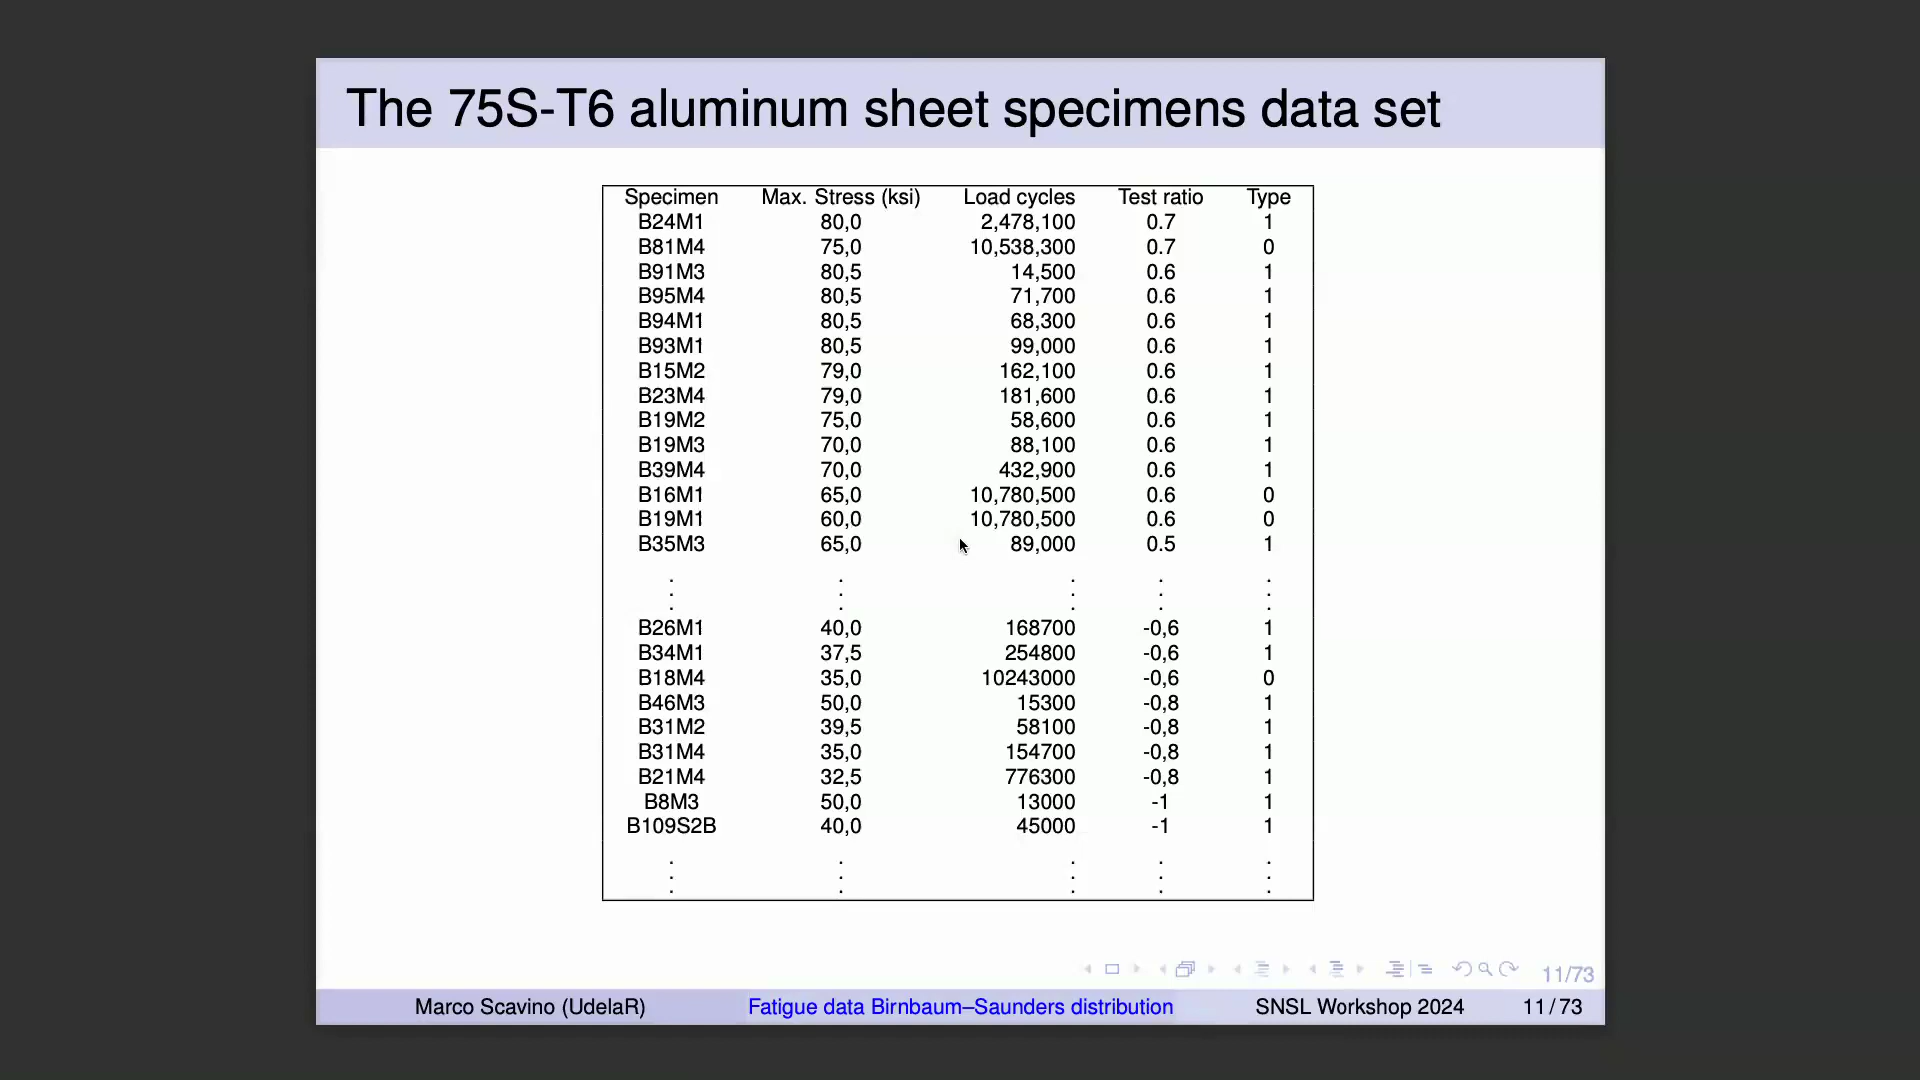 The 75S-T6 aluminum sheet specimens data set
Specimen Max. Stress (ksi) Load cycles Test ratio Type
B24M1 80,0 2,478,100 0.7 1
B81M4 75,0 10,538,300 0.7 0
B91M3 80,5 14,500 0.6 1
B95M4 80,5 71,700 0.6 1
B94M1 80,5 68,300 0.6 1
B93M1 80,5 99,000 0.6 1
B15M2 79,0 162,100 0.6 1
B23M4 79,0 181,600 0.6 1
B19M2 75,0 58,600 0.6 1
B19M3 70,0 88,100 0.6 1
B39M4 70,0 432,900 0.6 1
B16M1 65,0 10,780,500 0.6 0
B19M1 60,0 10,780,500 0.6 0
B35M3 65,0 89,000 0.5 1
. . . . .
. . . . .
. . . . .
B26M1 40,0 168700 -0,6 1
B34M1 37,5 254800 -0,6 1
B18M4 35,0 10243000 -0,6 0
B46M3 50,0 15300 -0,8 1
B31M2 39,5 58100 -0,8 1
B31M4 35,0 154700 -0,8 1
B21M4 32,5 776300 -0,8 1
B8M3 50,0 13000 -1 1
B109S2B 40,0 45000 -1 1
. . . . .
. . . . .
. . . . .
11/73
Marco Scavino (UdelaR) Fatigue data Birnbaum–Saunders distribution SNSL Workshop 2024 11 / 73